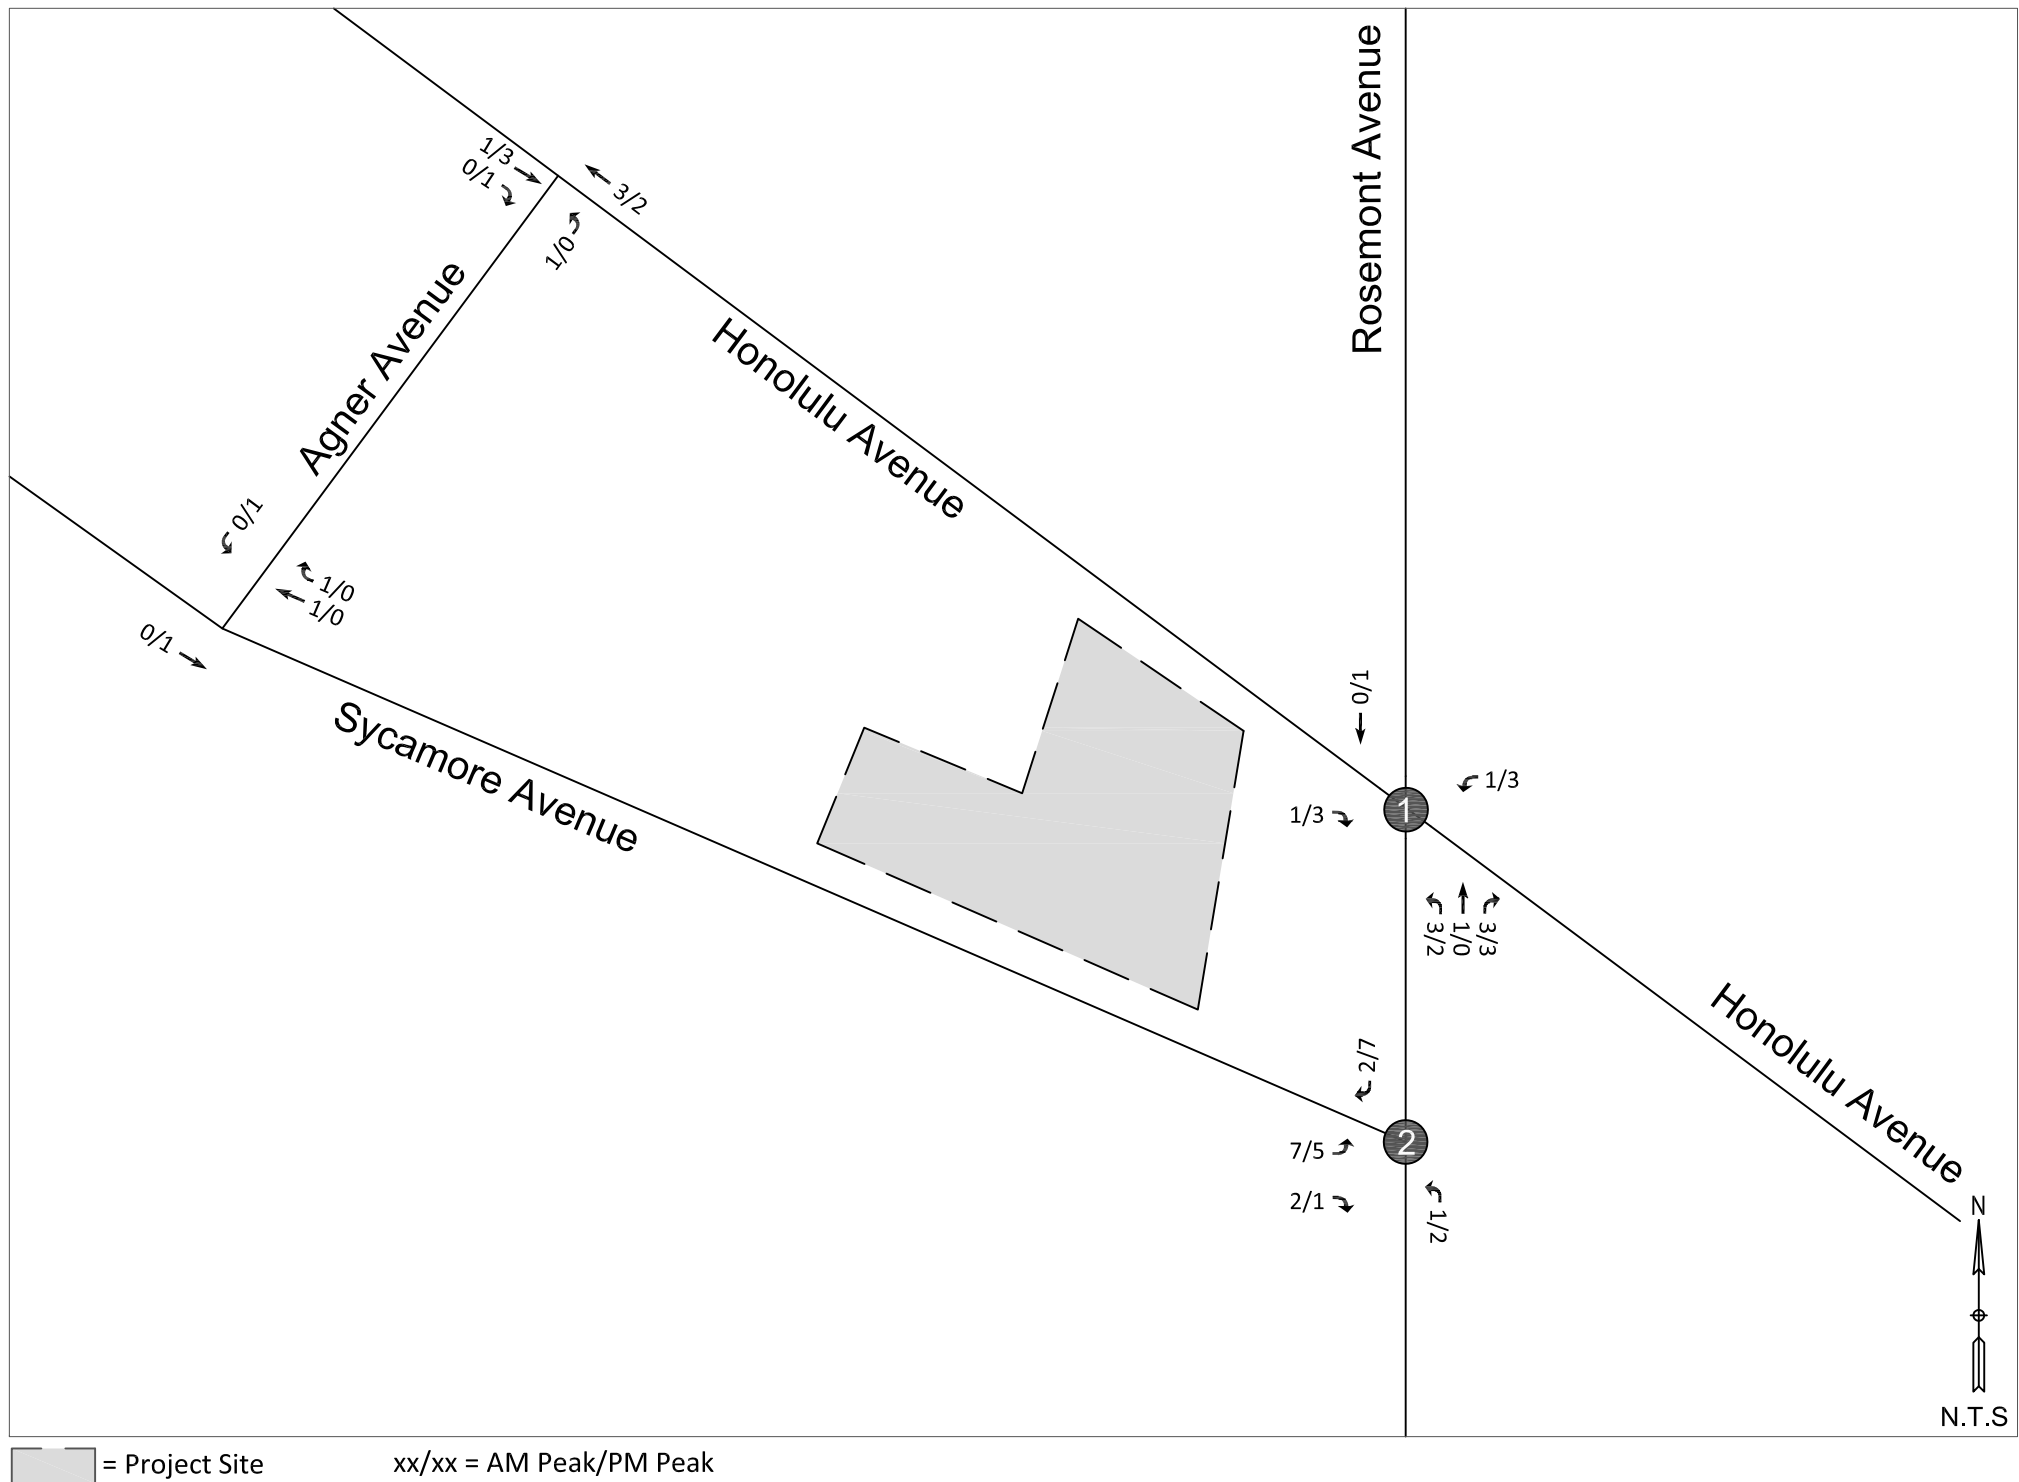 Rosemont Avenue
1/3
0/1
3/2
1/0
Agner Avenue
Honolulu Avenue
0/1
1/0
1/0
0/1
Sycamore Avenue
0/1
1/3
1
1/3
3/2
1/0
3/3
Honolulu Avenue
2/7
2
7/5
2/1
1/2
N
N.T.S
= Project Site
xx/xx = AM Peak/PM Peak